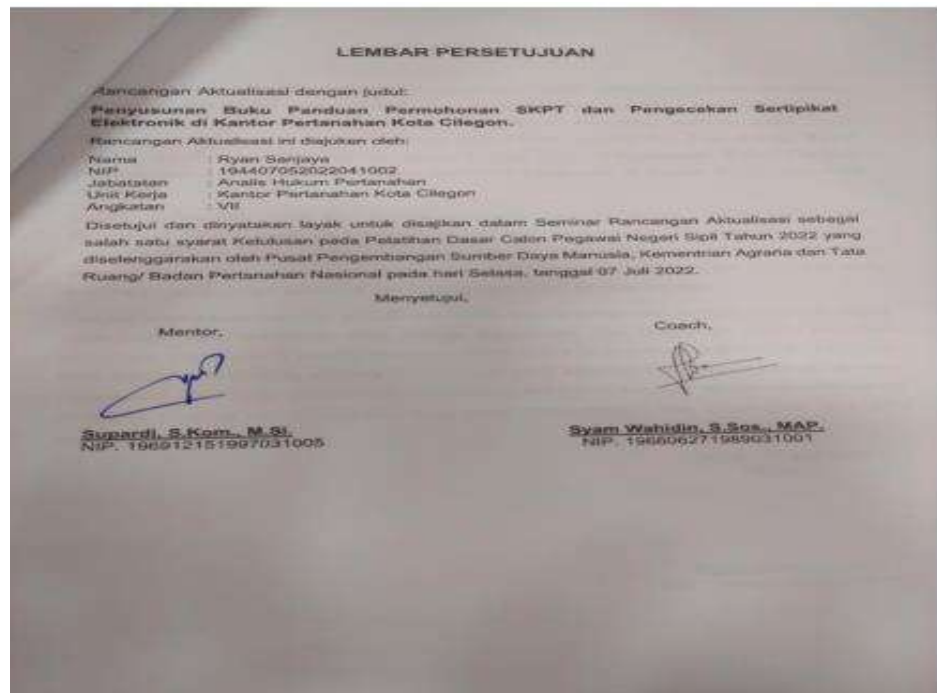 LEMBAR PERSETUJUAN
Rancangan Aktualisasi dengan judul:
Penyusunan Buku Panduan Permohonan SKPT dan Pengecekan Sertipikat
Elektronik di Kantor Pertanahan Kota Cilegon.
Rancangan Aktualisasi ini diajukan oleh:
Nama : Ryan Sanjaya
NIP : 194407052022041002
Jabatatan : Analis Hukum Pertanahan
Unit Kerja : Kantor Pertanahan Kota Cilegon
Angkatan : VII
Disetujui dan dinyatakan layak untuk disajikan dalam Seminar Rancangan Aktualisasi sebagai
salah satu syarat Kelulusan pada Pelatihan Dasar Calon Pegawai Negeri Sipil Tahun 2022 yang
diselenggarakan oleh Pusat Pengembangan Sumber Daya Manusia, Kementrian Agraria dan Tata
Ruang/ Badan Pertanahan Nasional pada hari Selasa, tanggal 07 Juli 2022.
Menyetujui,
Mentor, Coach,
Supardi, S.Kom., M.Si. Syam Wahidin, S.Sos., MAP.
NIP. 196912151997031005 NIP. 196606271989031001